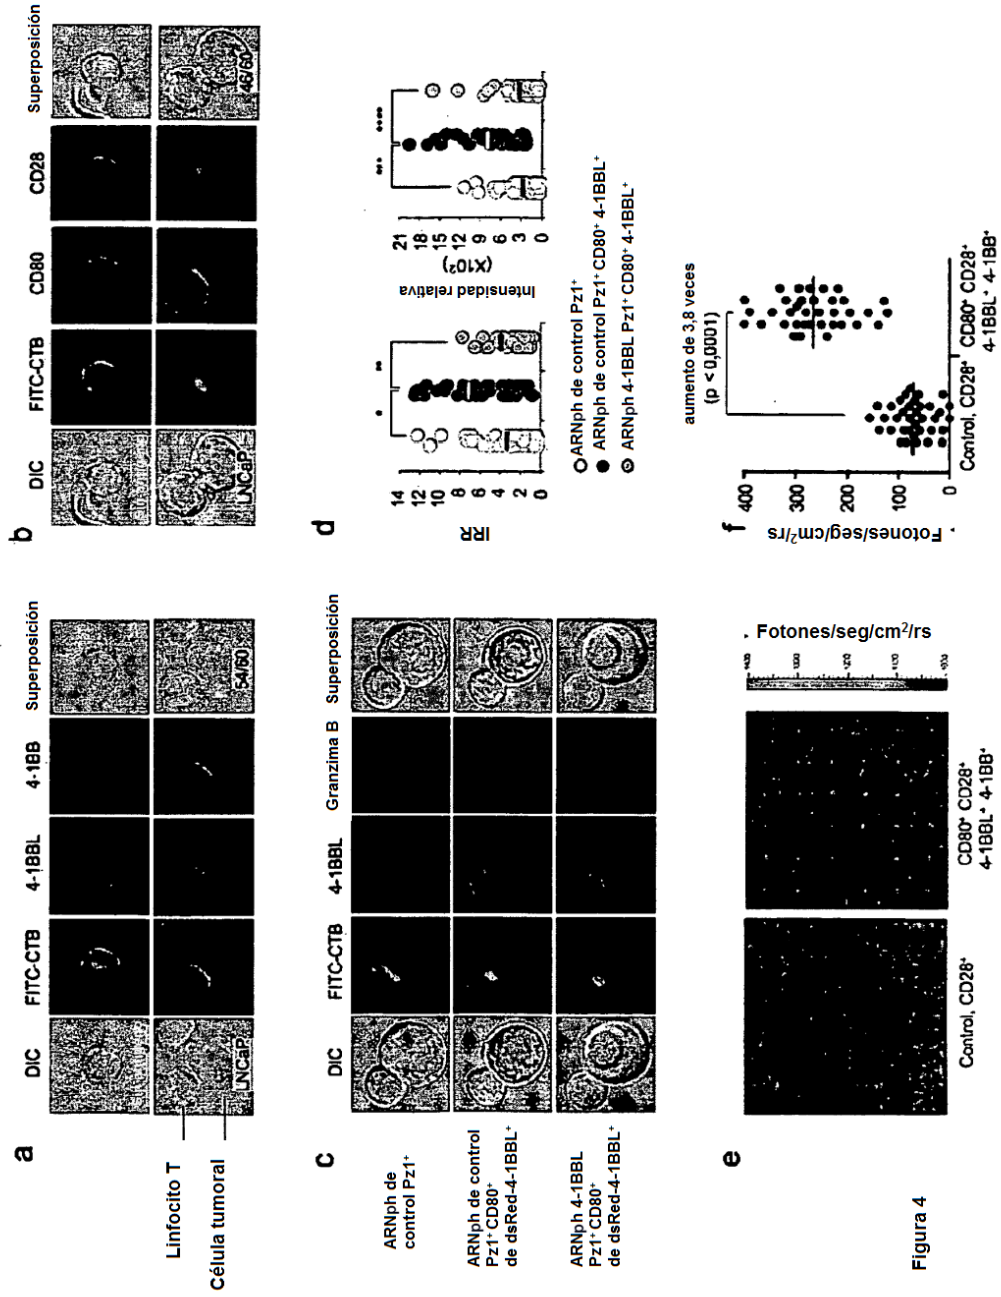 a
DIC
FITC-CTB
4-1BBL
4-1BB
Superposición
Linfocito T
Célula tumoral
LNCaP
54/60
b
DIC
FITC-CTB
CD80
CD28
Superposición
LNCaP
46/60
c
DIC
FITC-CTB
4-1BBL
Granzima B
Superposición
ARNph de
control Pz1⁺
ARNph de control
Pz1⁺ CD80⁺
de dsRed-4-1BBL⁺
ARNph 4-1BBL
Pz1⁺ CD80⁺
de dsRed-4-1BBL⁺
d
IRR
14
12
10
8
6
4
2
0
*
**
Intensidad relativa
(X10²)
21
18
15
12
9
6
3
0
***
****
ARNph de control Pz1⁺
ARNph de control Pz1⁺ CD80⁺ 4-1BBL⁺
ARNph 4-1BBL Pz1⁺ CD80⁺ 4-1BBL⁺
e
Control, CD28⁺
CD80⁺ CD28⁺
4-1BBL⁺ 4-1BB⁺
Fotones/seg/cm²/rs
f
Fotones/seg/cm²/rs
400
300
200
100
0
aumento de 3,8 veces
(p < 0,0001)
Control, CD28⁺
CD80⁺ CD28⁺
4-1BBL⁺ 4-1BB⁺
Figura 4